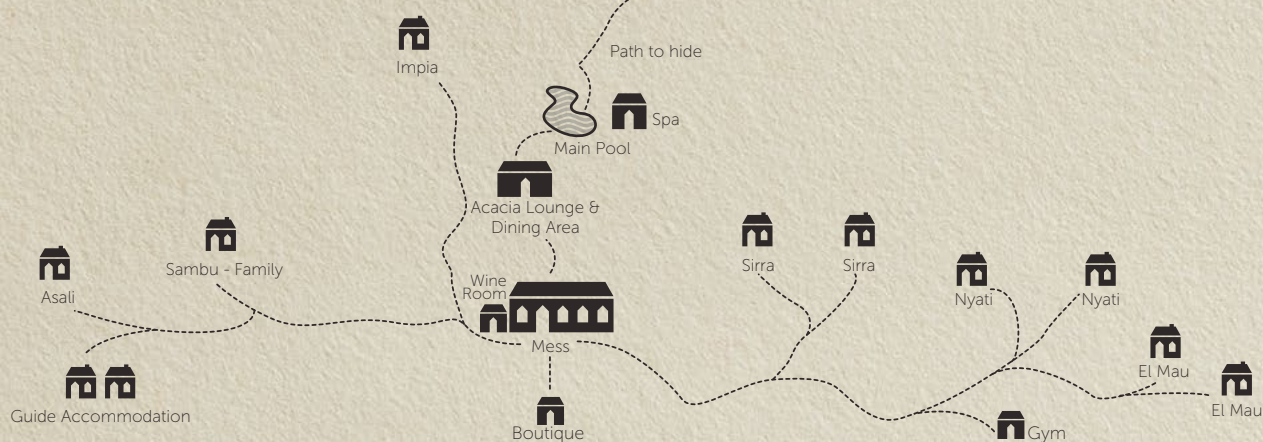 Path to hide
Impia
Spa
Main Pool
Acacia Lounge &
Dining Area
Sambu - Family
Sirra
Sirra
Wine
Room
Asali
Nyati
Nyati
Mess
El Mau
El Mau
Guide Accommodation
Boutique
Gym